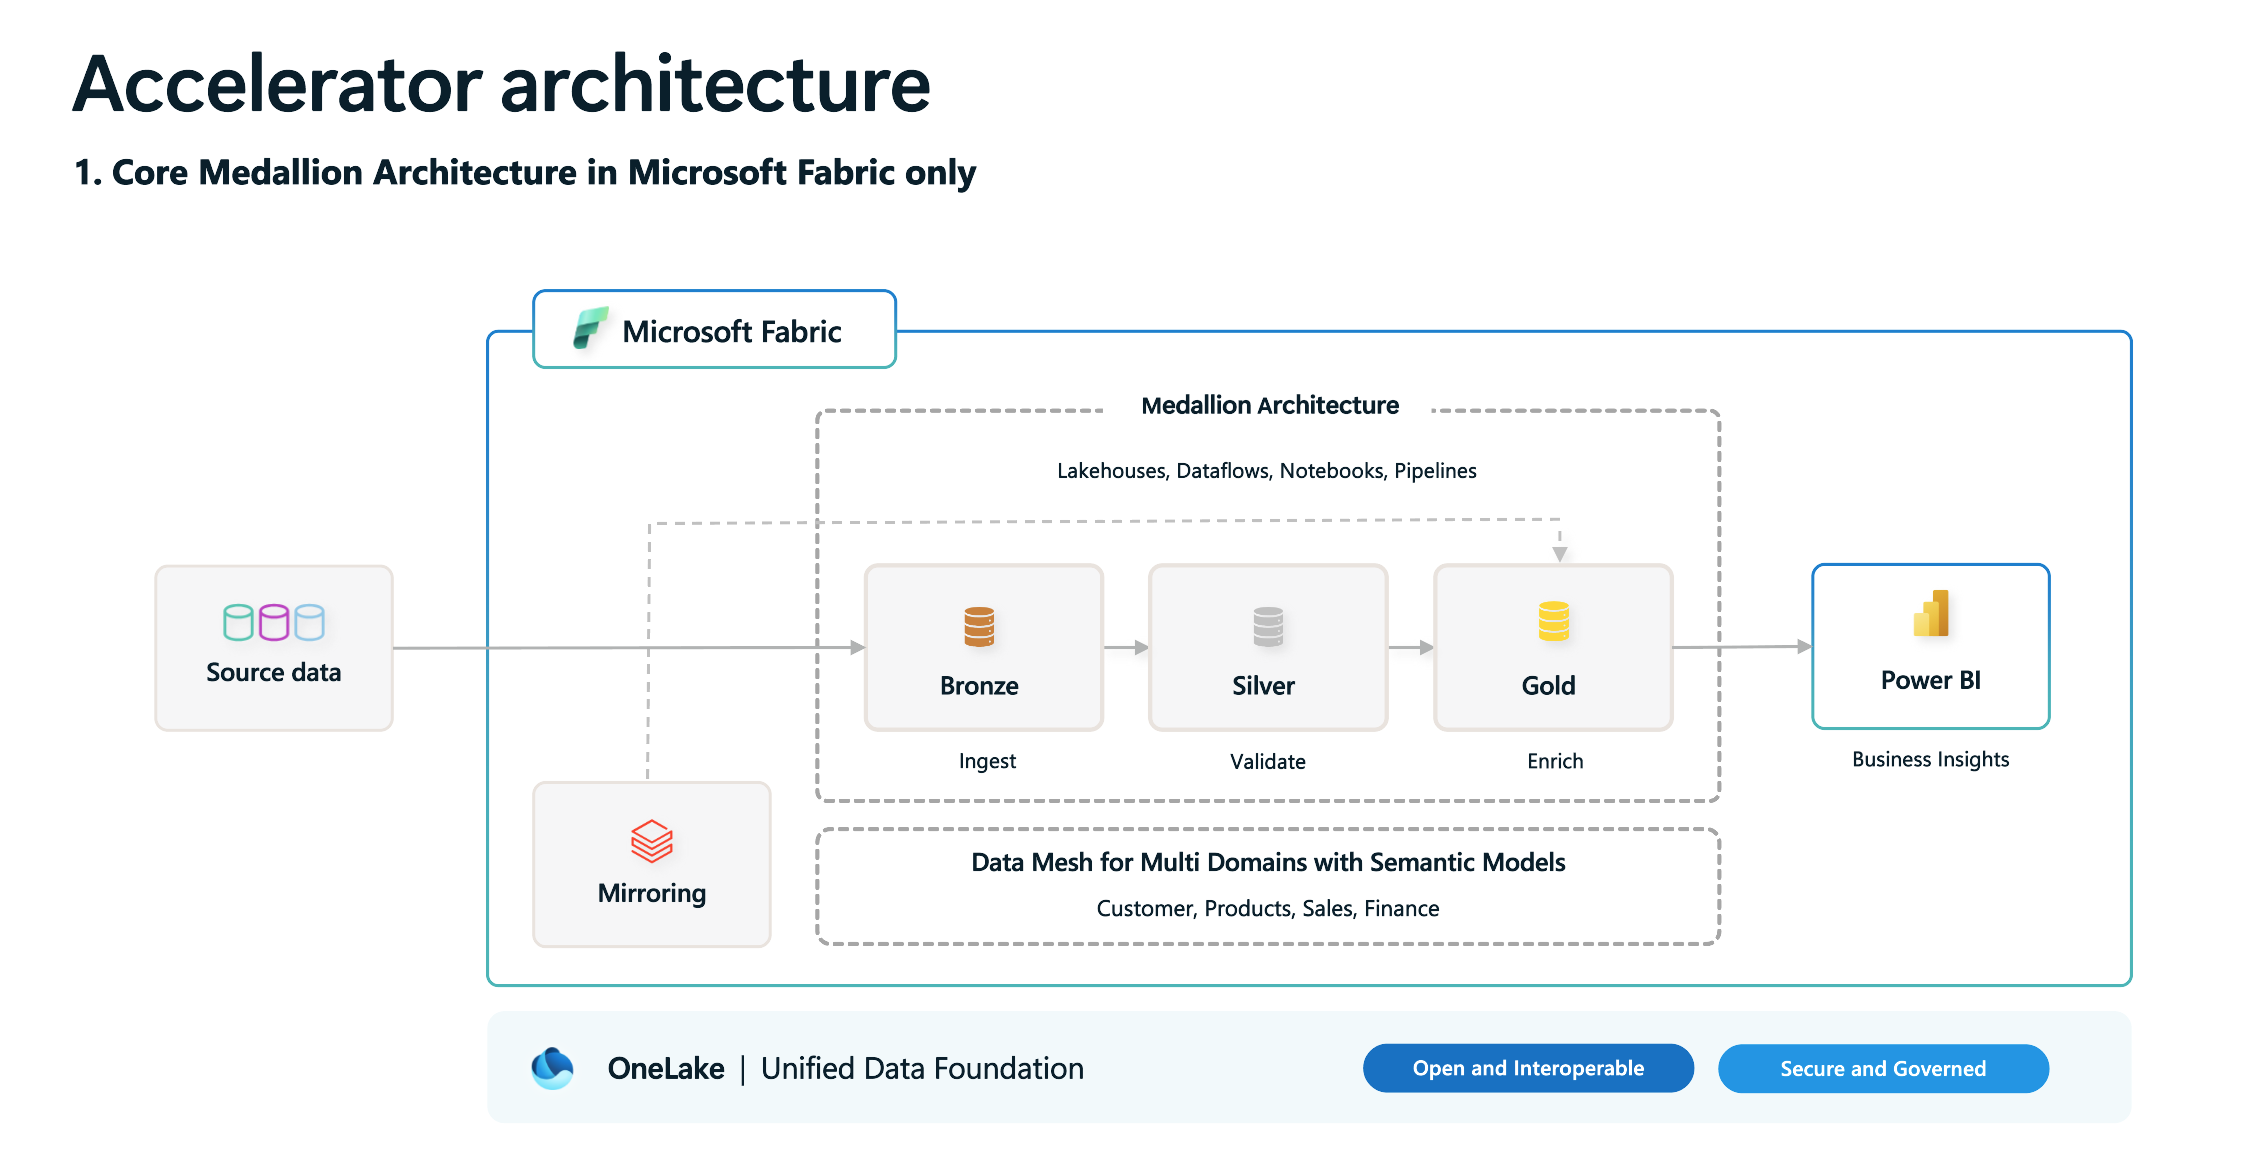 Accelerator architecture
1. Core Medallion Architecture in Microsoft Fabric only
Microsoft Fabric
Medallion Architecture
Lakehouses, Dataflows, Notebooks, Pipelines
Source data
Bronze
Silver
Gold
Power BI
Ingest
Validate
Enrich
Business Insights
Mirroring
Data Mesh for Multi Domains with Semantic Models
Customer, Products, Sales, Finance
OneLake | Unified Data Foundation
Open and Interoperable
Secure and Governed